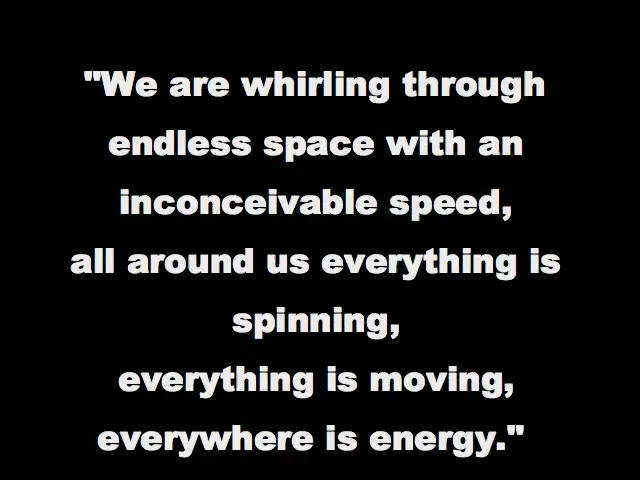 "We are whirling through
endless space with an
inconceivable speed,
all around us everything is
spinning,
everything is moving,
everywhere is energy."